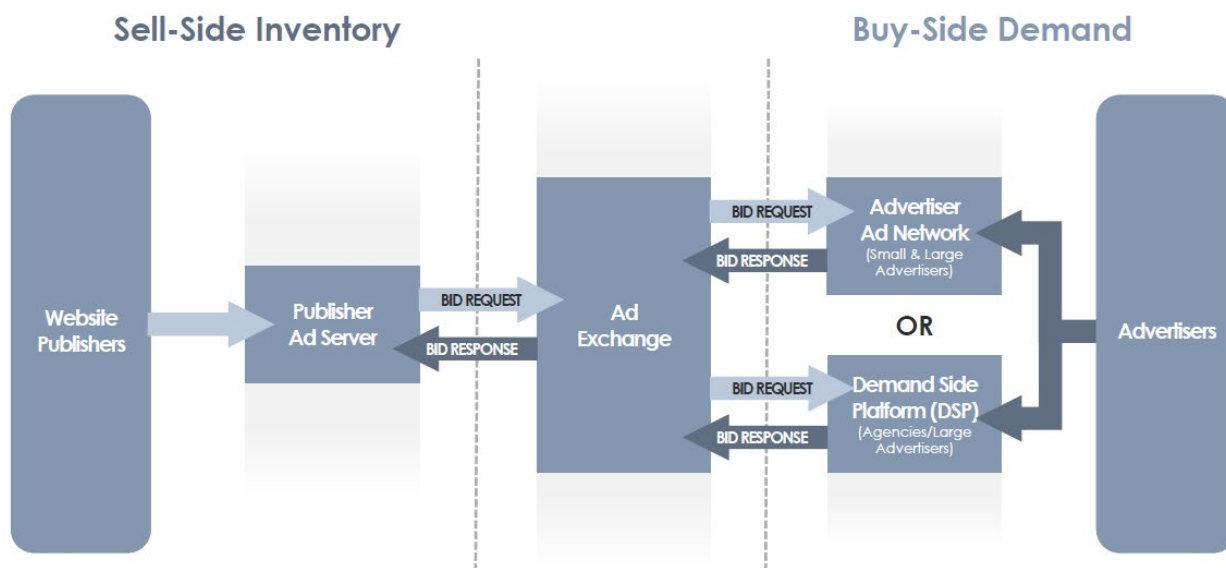 Sell-Side Inventory
Buy-Side Demand
Website
Publishers
Publisher
Ad Server
BID REQUEST
BID RESPONSE
Ad
Exchange
BID REQUEST
BID RESPONSE
BID REQUEST
BID RESPONSE
Advertiser
Ad Network
(Small & Large
Advertisers)
OR
Demand Side
Platform (DSP)
(Agencies/Large
Advertisers)
Advertisers